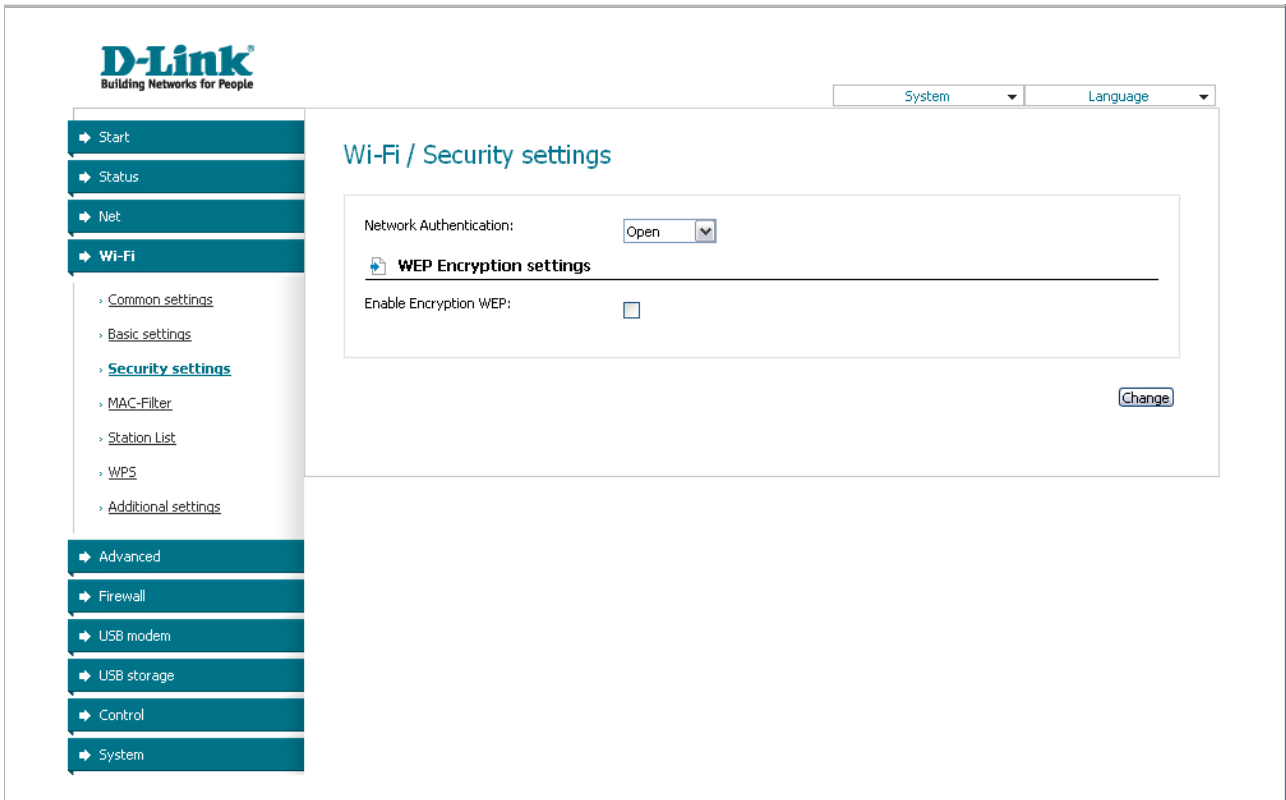 D-Link
Building Networks for People
System
Language
Start
Status
Net
Wi-Fi
Common settings
Basic settings
Security settings
MAC-Filter
Station List
WPS
Additional settings
Advanced
Firewall
USB modem
USB storage
Control
System
Wi-Fi / Security settings
Network Authentication: Open
WEP Encryption settings
Enable Encryption WEP:
Change